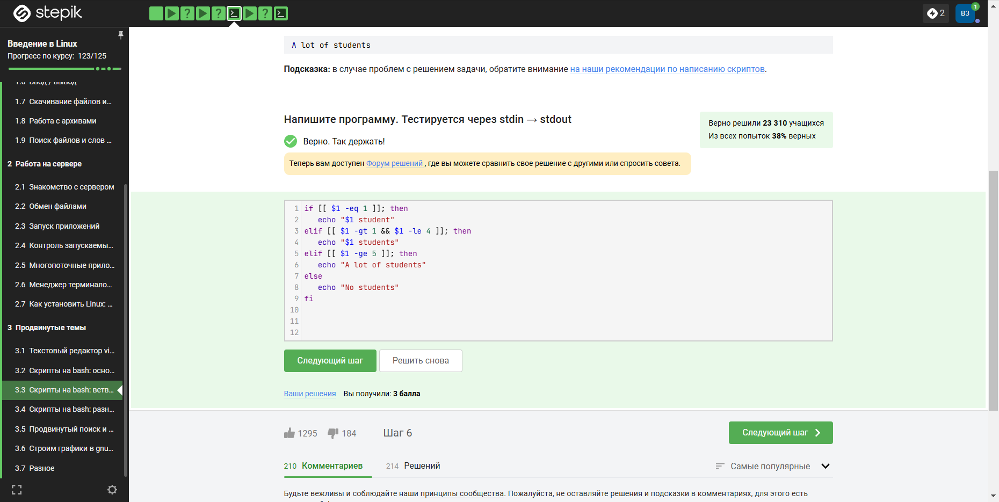 stepik
2
ВЗ
1
Введение в Linux
Прогресс по курсу: 123/125
1.6 Ввод / Вывод
1.7 Скачивание файлов и...
1.8 Работа с архивами
1.9 Поиск файлов и слов ...
2 Работа на сервере
2.1 Знакомство с сервером
2.2 Обмен файлами
2.3 Запуск приложений
2.4 Контроль запускаемы...
2.5 Многопоточные прило...
2.6 Менеджер терминало...
2.7 Как установить Linux: ...
3 Продвинутые темы
3.1 Текстовый редактор vi...
3.2 Скрипты на bash: осно...
3.3 Скрипты на bash: ветв...
3.4 Скрипты на bash: разн...
3.5 Продвинутый поиск и ...
3.6 Строим графики в gnu...
3.7 Разное
A lot of students
Подсказка: в случае проблем с решением задачи, обратите внимание на наши рекомендации по написанию скриптов.
Напишите программу. Тестируется через stdin → stdout
Верно решили 23 310 учащихся
Из всех попыток 38% верных
Верно. Так держать!
Теперь вам доступен Форум решений , где вы можете сравнить свое решение с другими или спросить совета.
1 if [[ $1 -eq 1 ]]; then
2 echo "$1 student"
3 elif [[ $1 -gt 1 && $1 -le 4 ]]; then
4 echo "$1 students"
5 elif [[ $1 -ge 5 ]]; then
6 echo "A lot of students"
7 else
8 echo "No students"
9 fi
10
11
12
Следующий шаг
Решить снова
Ваши решения Вы получили: 3 балла
1295 184 Шаг 6
Следующий шаг
210 Комментариев
214 Решений
Самые популярные
Будьте вежливы и соблюдайте наши принципы сообщества. Пожалуйста, не оставляйте решения и подсказки в комментариях, для этого есть